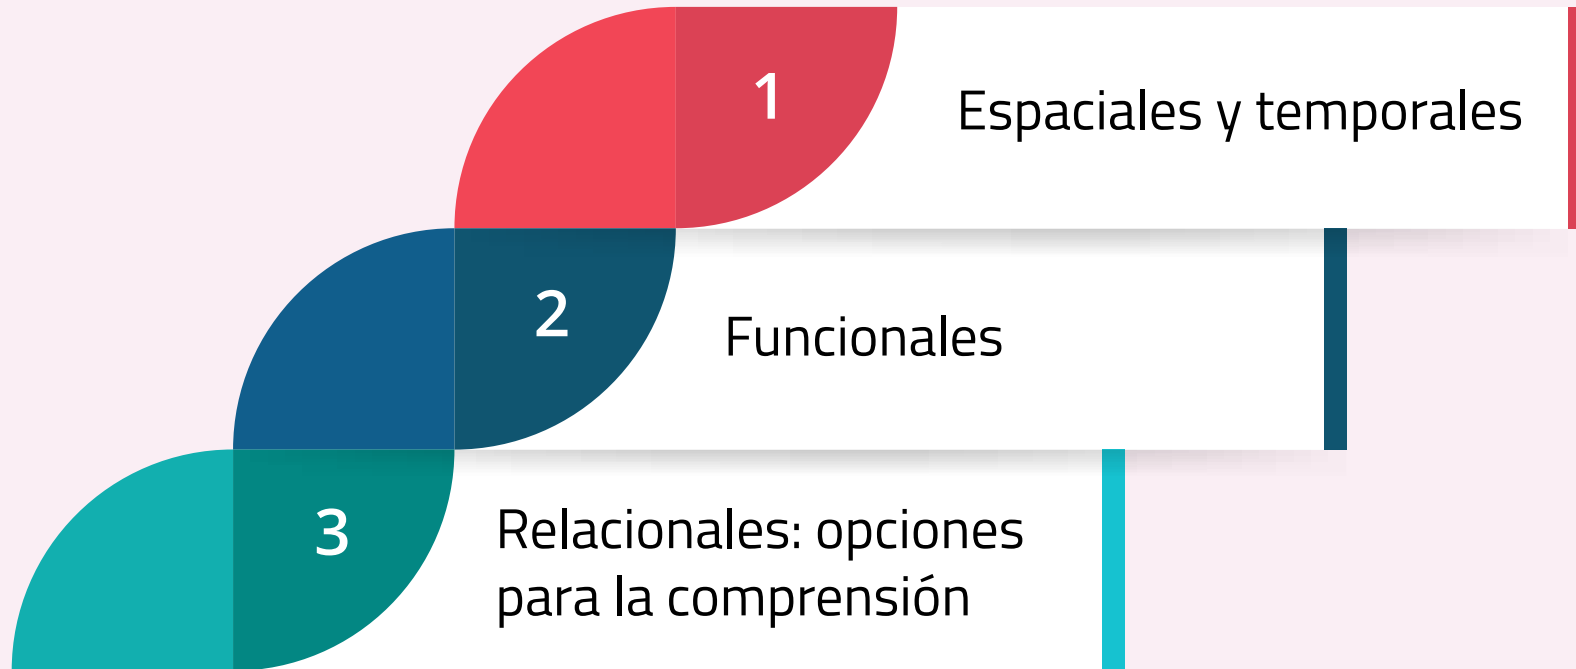 1
Espaciales y temporales
2
Funcionales
3
Relacionales: opciones
para la comprensión